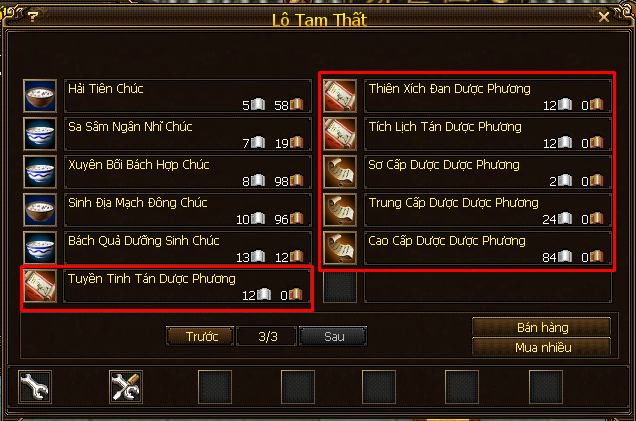 ?
Lô Tam Thất
X
Hải Tiên Chúc
5 58
Sa Sâm Ngân Nhĩ Chúc
7 19
Xuyên Bối Bách Hợp Chúc
8 98
Sinh Địa Mạch Đông Chúc
10 96
Bách Quả Dưỡng Sinh Chúc
13 12
Tuyền Tinh Tán Dược Phương
12 0
Thiên Xích Đan Dược Phương
12 0
Tích Lịch Tán Dược Phương
12 0
Sơ Cấp Dược Dược Phương
2 0
Trung Cấp Dược Dược Phương
24 0
Cao Cấp Dược Dược Phương
84 0
Trước
3/3
Sau
Bán hàng
Mua nhiều